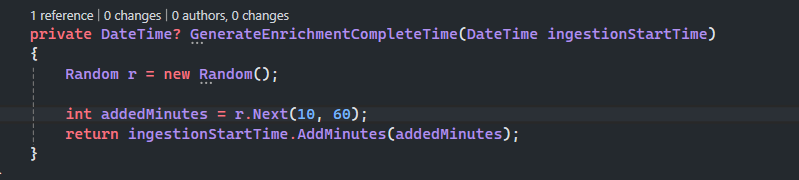 1 reference | 0 changes | 0 authors, 0 changes
private DateTime? GenerateEnrichmentCompleteTime(DateTime ingestionStartTime)
{
Random r = new Random();
int addedMinutes = r.Next(10, 60);
return ingestionStartTime.AddMinutes(addedMinutes);
}